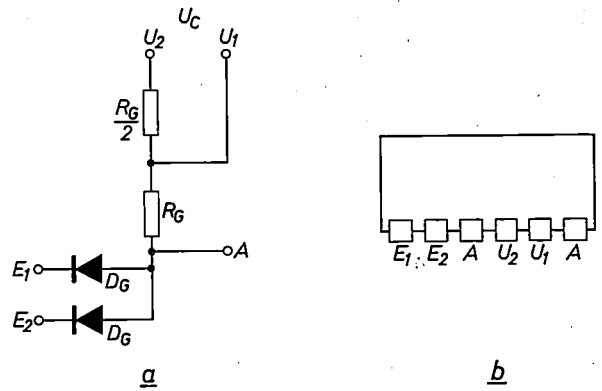 U_C
U_2 U_1
R_G/2
R_G
A
E_1 D_G
E_2 D_G
a
E_1 E_2 A U_2 U_1 A
b